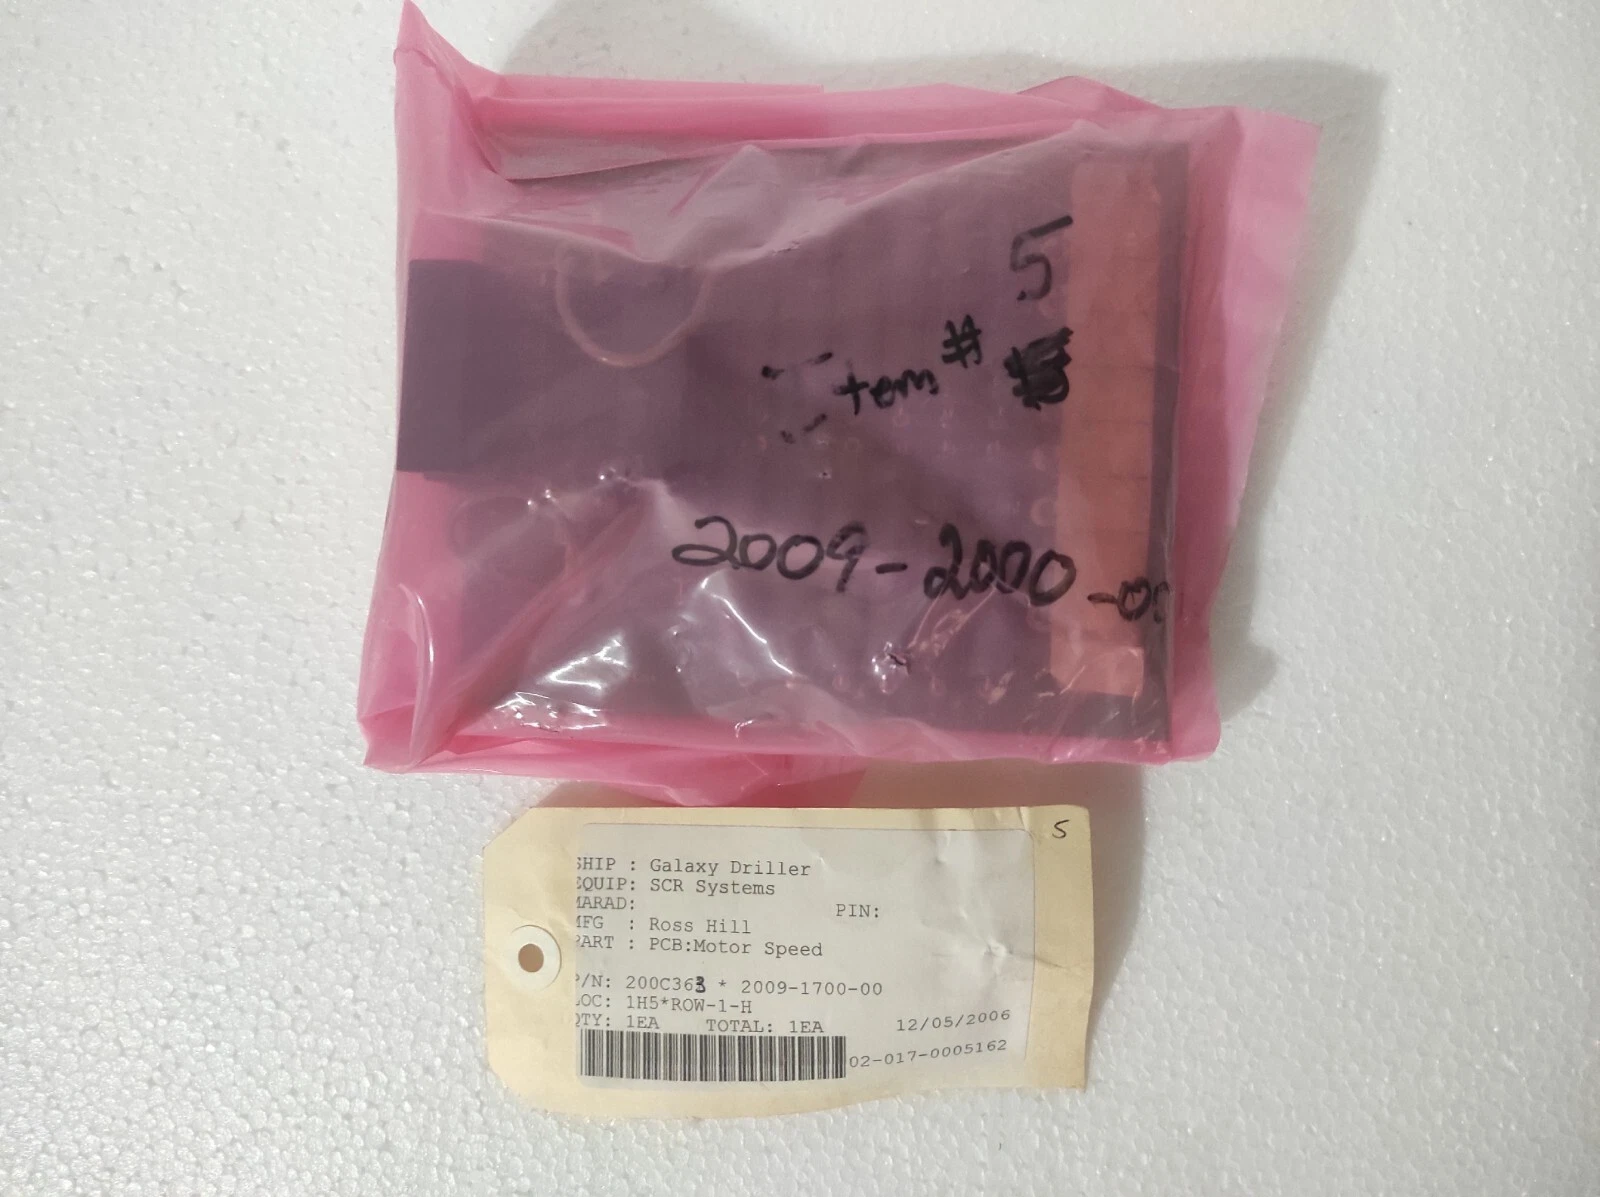 5
Item #
2009-2000-00
5
SHIP : Galaxy Driller
EQUIP: SCR Systems
MARAD: PIN:
MFG : Ross Hill
PART : PCB:Motor Speed
P/N: 200C363 * 2009-1700-00
LOC: 1H5*ROW-1-H
QTY: 1EA TOTAL: 1EA 12/05/2006
02-017-0005162